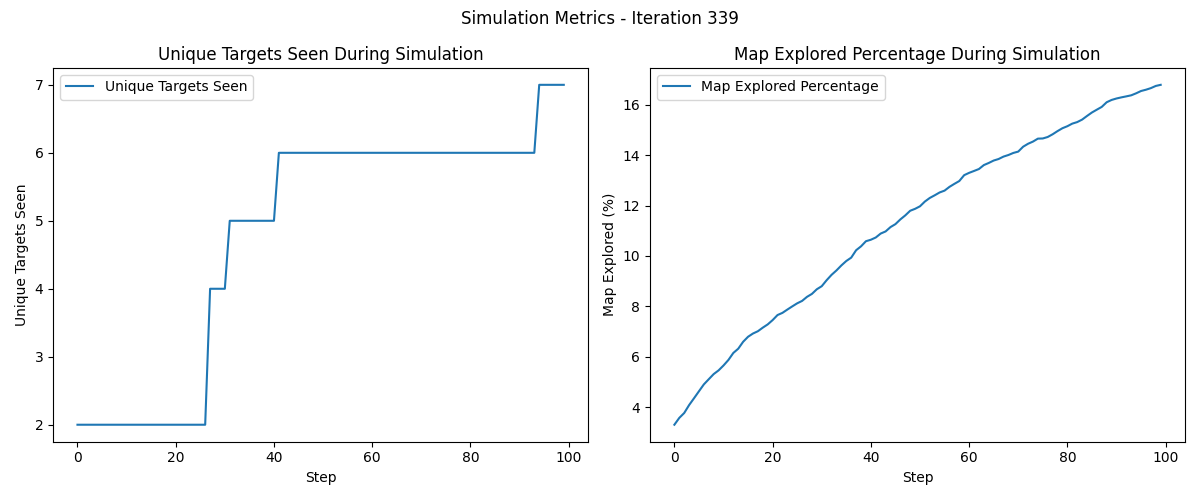 Simulation Metrics - Iteration 339
Unique Targets Seen During Simulation
Unique Targets Seen
7
6
5
4
3
2
Unique Targets Seen
0
20
40
60
80
100
Step
Map Explored Percentage During Simulation
Map Explored Percentage
16
14
12
10
8
6
4
Map Explored (%)
0
20
40
60
80
100
Step